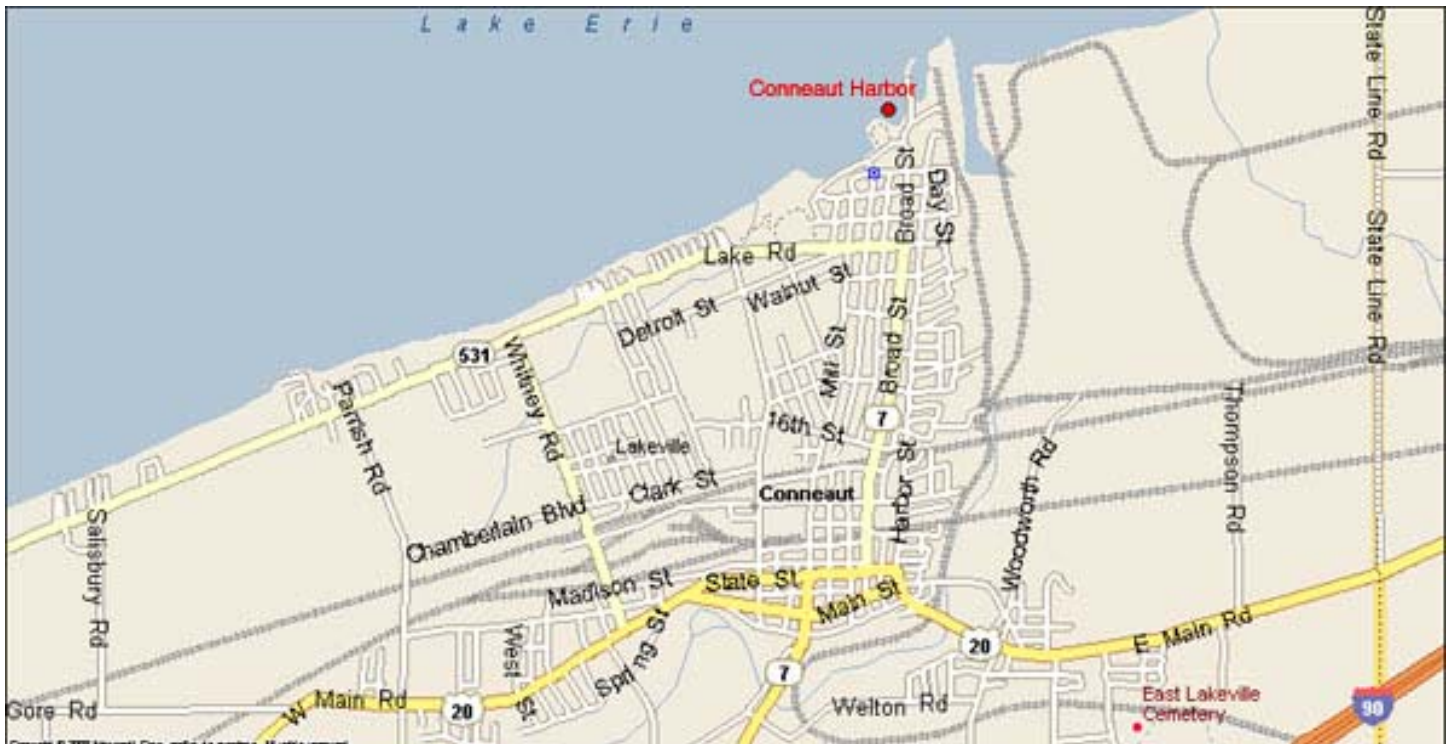 Lake Erie
Conneaut Harbor
State Line Rd
Broad St
Day St
State Line Rd
Lake Rd
Walnut St
Detroit St
531
Whitney Rd
Mill St
Broad St
Parrish Rd
7
16th St
Thompson Rd
Lakeville
Clark St
Conneaut
Harbor St
Woodworth Rd
Salisbury Rd
Chamberlain Blvd
Madison St
State St
Main St
20
E Main Rd
West St
Spring St
7
W Main Rd
20
Gore Rd
Welton Rd
East Lakeville
Cemetery
90